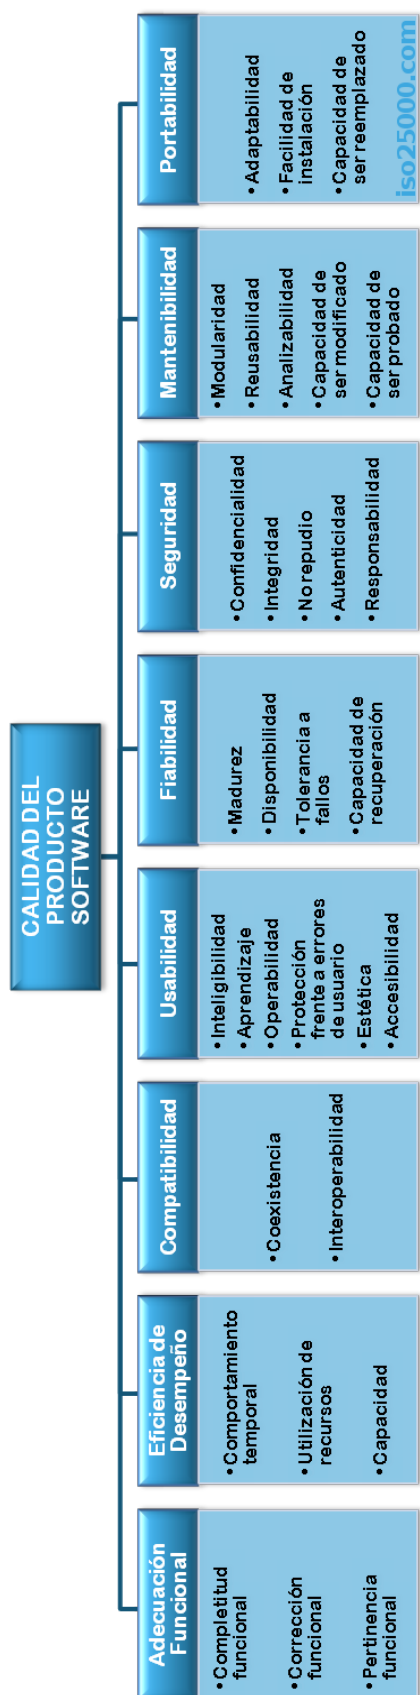 CALIDAD DEL
PRODUCTO
SOFTWARE
Adecuación
Funcional
• Completitud
funcional
• Corrección
funcional
• Pertinencia
funcional
Eficiencia de
Desempeño
• Comportamiento
temporal
• Utilización de
recursos
• Capacidad
Compatibilidad
• Coexistencia
• Interoperabilidad
Usabilidad
• Inteligibilidad
• Aprendizaje
• Operabilidad
• Protección
frente a errores
de usuario
• Estética
• Accesibilidad
Fiabilidad
• Madurez
• Disponibilidad
• Tolerancia a
fallos
• Capacidad de
recuperación
Seguridad
• Confidencialidad
• Integridad
• No repudio
• Autenticidad
• Responsabilidad
Mantenibilidad
• Modularidad
• Reusabilidad
• Analizabilidad
• Capacidad de
ser modificado
• Capacidad de
ser probado
Portabilidad
• Adaptabilidad
• Facilidad de
instalación
• Capacidad de
ser reemplazado
iso25000.com